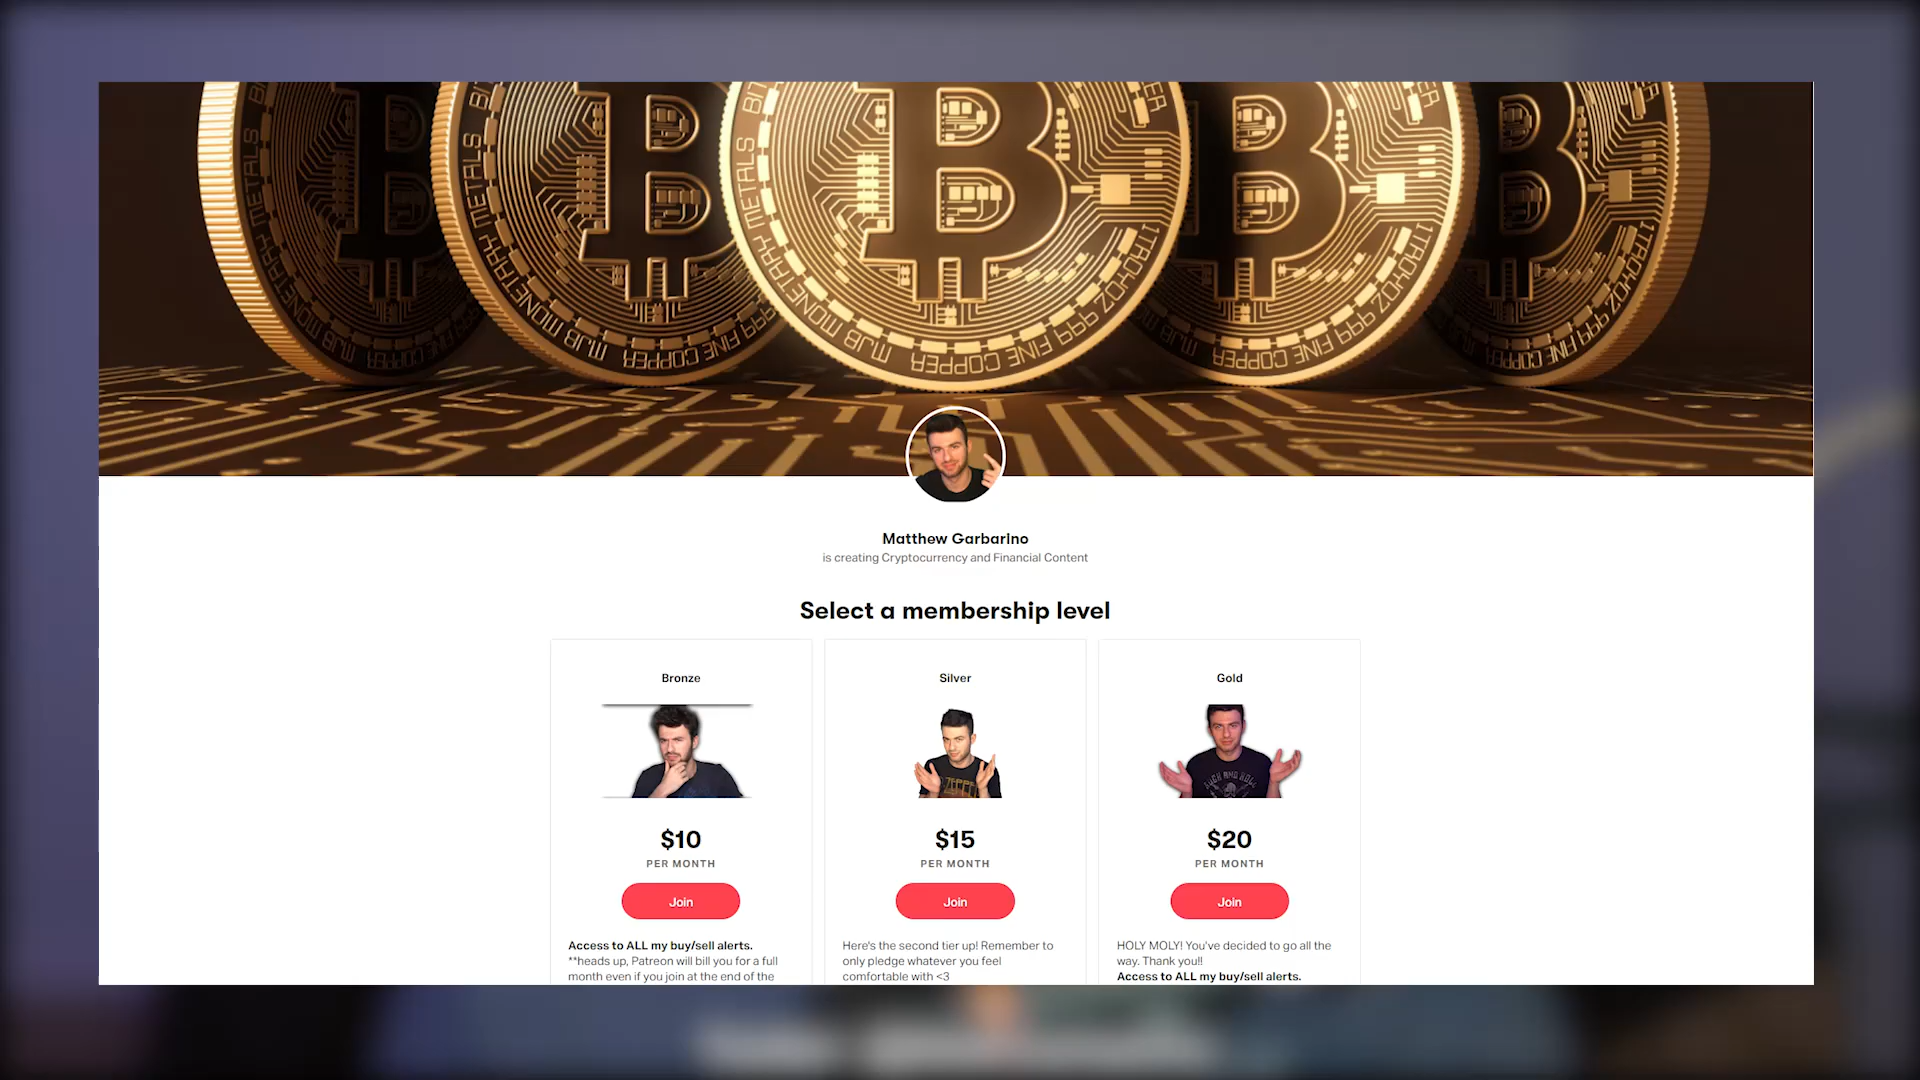 Matthew Garbarino
is creating Cryptocurrency and Financial Content
Select a membership level
Bronze
$10
PER MONTH
Join
Access to ALL my buy/sell alerts.
**heads up, Patreon will bill you for a full
month even if you join at the end of the
Silver
$15
PER MONTH
Join
Here's the second tier up! Remember to
only pledge whatever you feel
comfortable with <3
Gold
$20
PER MONTH
Join
HOLY MOLY! You've decided to go all the
way. Thank you!!
Access to ALL my buy/sell alerts.